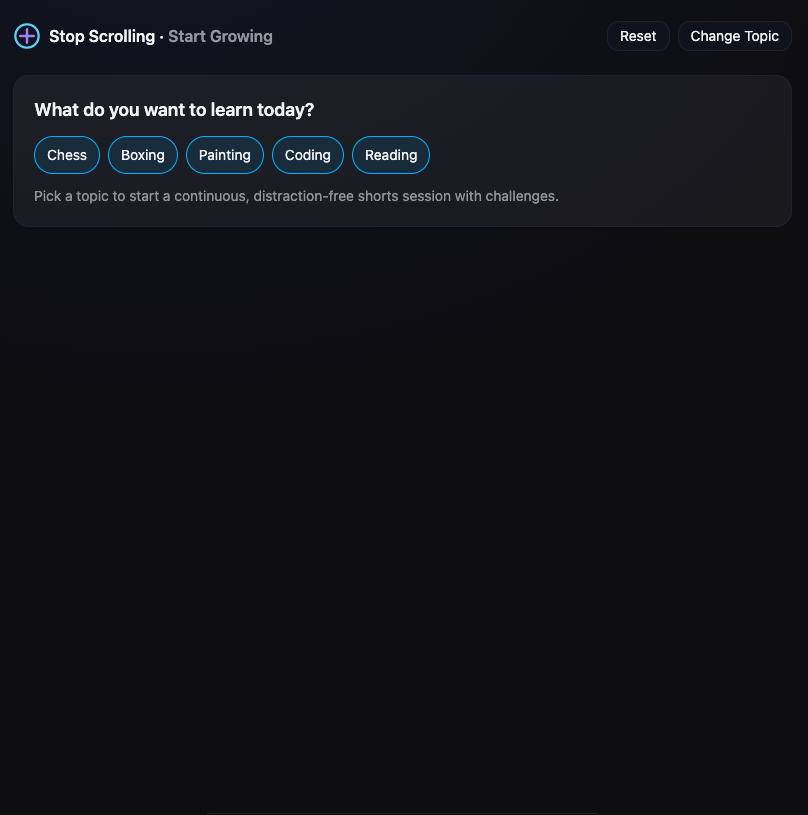 Stop Scrolling · Start Growing
Reset
Change Topic
What do you want to learn today?
Chess
Boxing
Painting
Coding
Reading
Pick a topic to start a continuous, distraction-free shorts session with challenges.